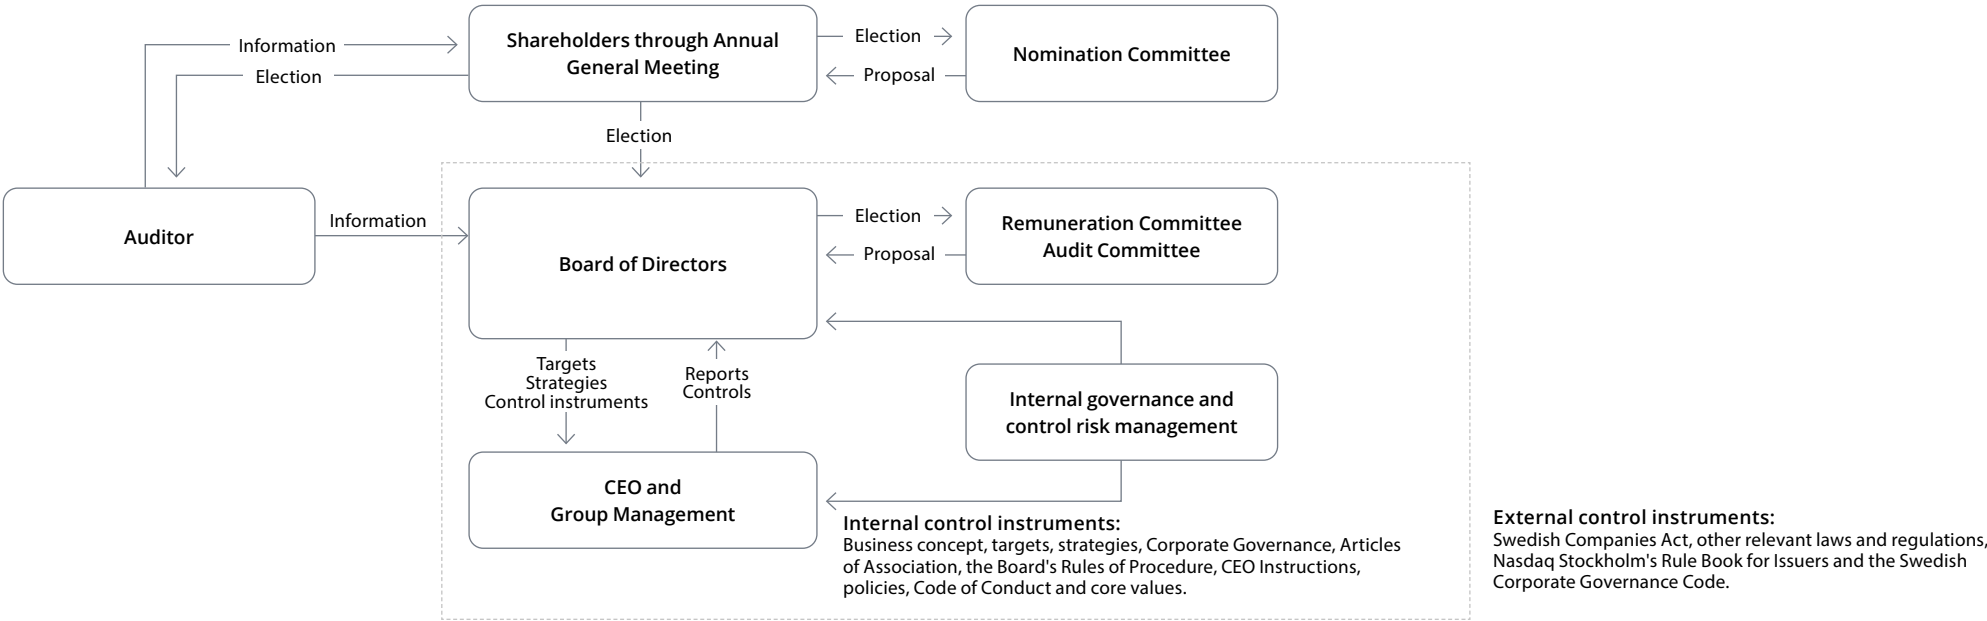 Shareholders through Annual
General Meeting
Information
Election
Election
Proposal
Nomination Committee
Election
Auditor
Information
Board of Directors
Election
Proposal
Remuneration Committee
Audit Committee
Targets
Strategies
Control instruments
Reports
Controls
Internal governance and
control risk management
CEO and
Group Management
Internal control instruments:
Business concept, targets, strategies, Corporate Governance, Articles
of Association, the Board's Rules of Procedure, CEO Instructions,
policies, Code of Conduct and core values.
External control instruments:
Swedish Companies Act, other relevant laws and regulations,
Nasdaq Stockholm's Rule Book for Issuers and the Swedish
Corporate Governance Code.